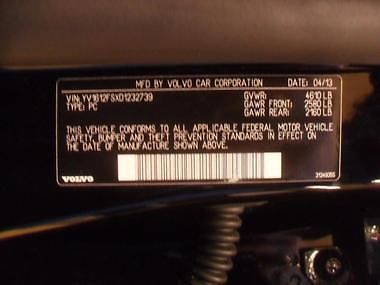 MFD BY VOLVO CAR CORPORATION DATE: 04/13
VIN: YV1612FSXD1232739 GVWR: 4610 LB
TYPE: PC GAWR FRONT: 2580 LB
GAWR REAR: 2160 LB
THIS VEHICLE CONFORMS TO ALL APPLICABLE FEDERAL MOTOR VEHICLE
SAFETY, BUMPER AND THEFT PREVENTION STANDARDS IN EFFECT ON
THE DATE OF MANUFACTURE SHOWN ABOVE.
VOLVO